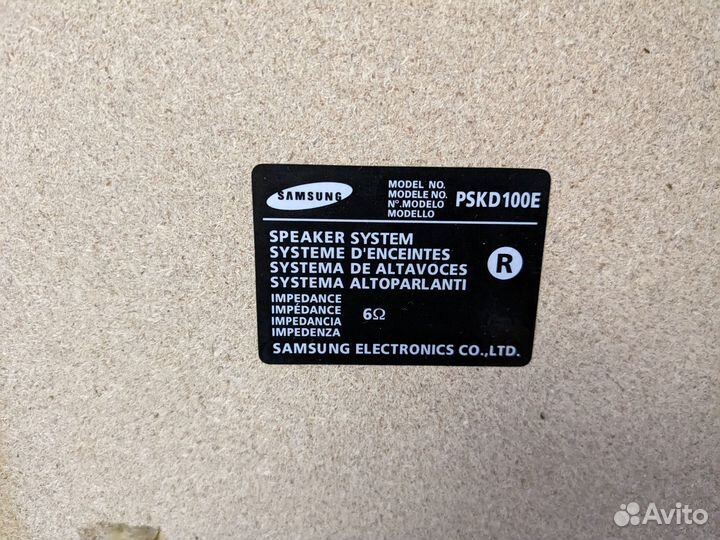 SAMSUNG
MODEL NO.
MODELE NO.
Nº.MODELO
MODELLO
PSKD100E
SPEAKER SYSTEM
SYSTEME D'ENCEINTES
SYSTEMA DE ALTAVOCES
SYSTEMA ALTOPARLANTI
R
IMPEDANCE
IMPÉDANCE
IMPEDANCIA
IMPEDENZA
6Ω
SAMSUNG ELECTRONICS CO.,LTD.
Avito